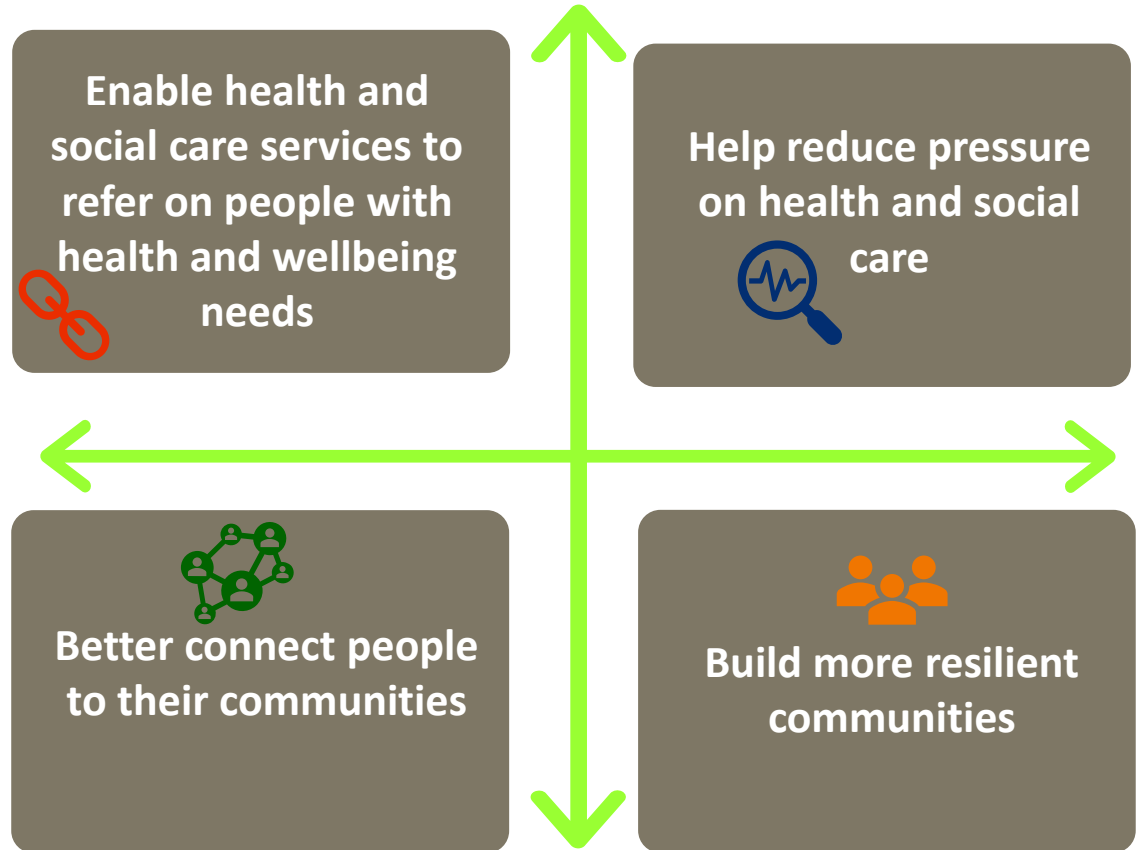 Enable health and
social care services to
refer on people with
health and wellbeing
needs
Help reduce pressure
on health and social
care
Better connect people
to their communities
Build more resilient
communities